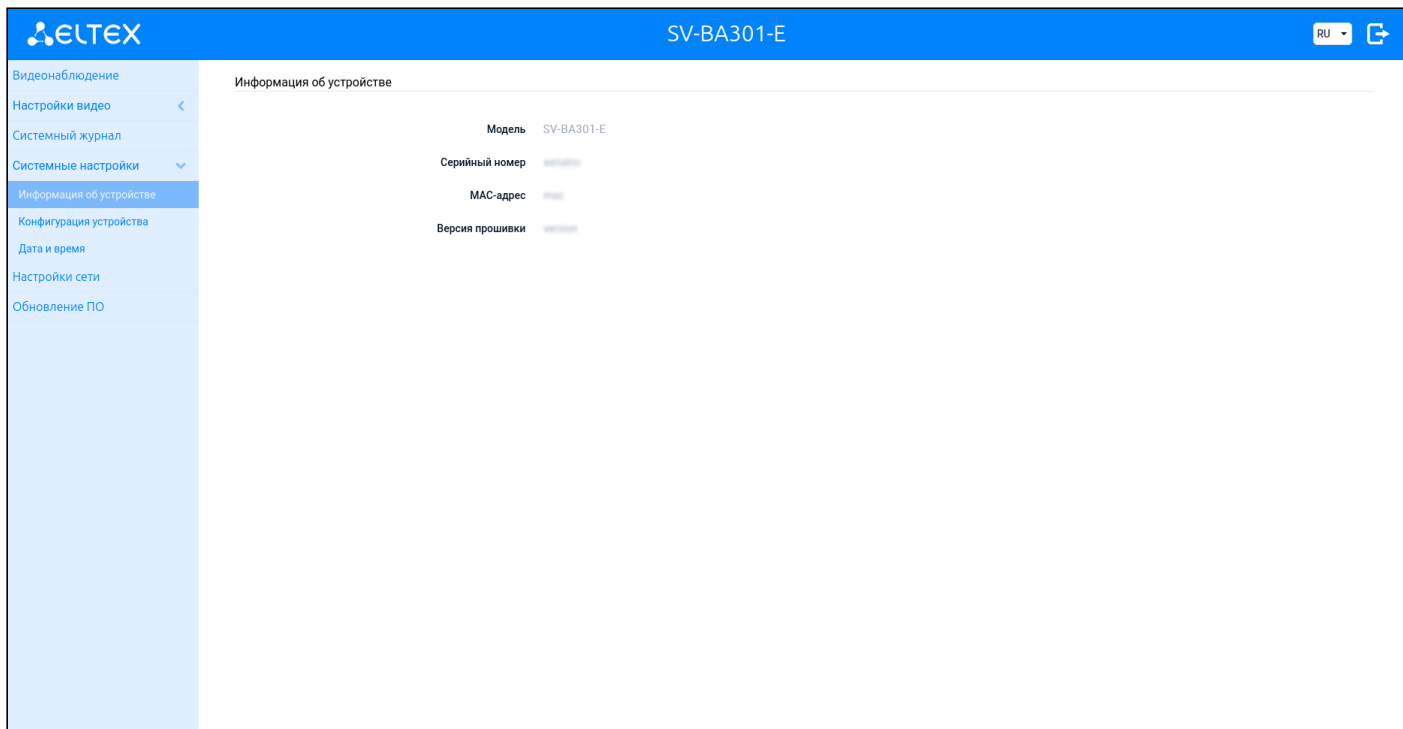 ELTEX
SV-BA301-E
RU
Видеонаблюдение
Настройки видео
Системный журнал
Системные настройки
Информация об устройстве
Конфигурация устройства
Дата и время
Настройки сети
Обновление ПО
Информация об устройстве
Модель SV-BA301-E
Серийный номер
MAC-адрес
Версия прошивки version